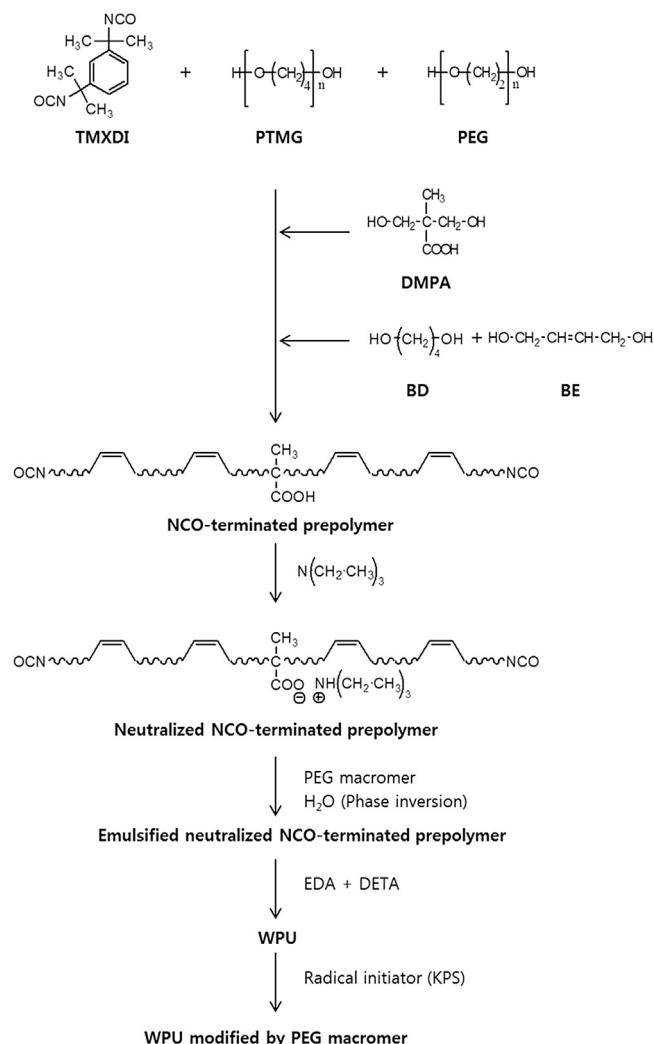 NCO
H₃C CH₃
H₃C
OCN CH₃
+ H O (CH₂)₄ n OH + H O (CH₂)₂ n OH
TMXDI PTMG PEG
CH₃
HO-CH₂-C-CH₂-OH
COOH
DMPA
HO (CH₂)₄ OH + HO-CH₂-CH=CH-CH₂-OH
BD BE
CH₃
OCN C NCO
COOH
NCO-terminated prepolymer
N(CH₂·CH₃)₃
CH₃
OCN C NCO
COO NH(CH₂·CH₃)₃
⊖ ⊕
Neutralized NCO-terminated prepolymer
PEG macromer
H₂O (Phase inversion)
Emulsified neutralized NCO-terminated prepolymer
EDA + DETA
WPU
Radical initiator (KPS)
WPU modified by PEG macromer